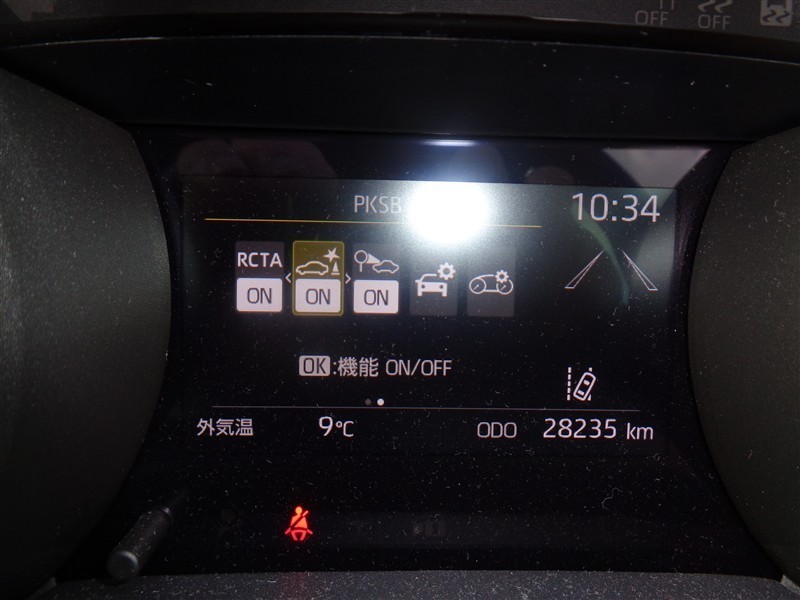 OFF OFF
PKSB 10:34
RCTA
ON ON ON
OK:機能 ON/OFF
外気温 9℃ ODO 28235 km